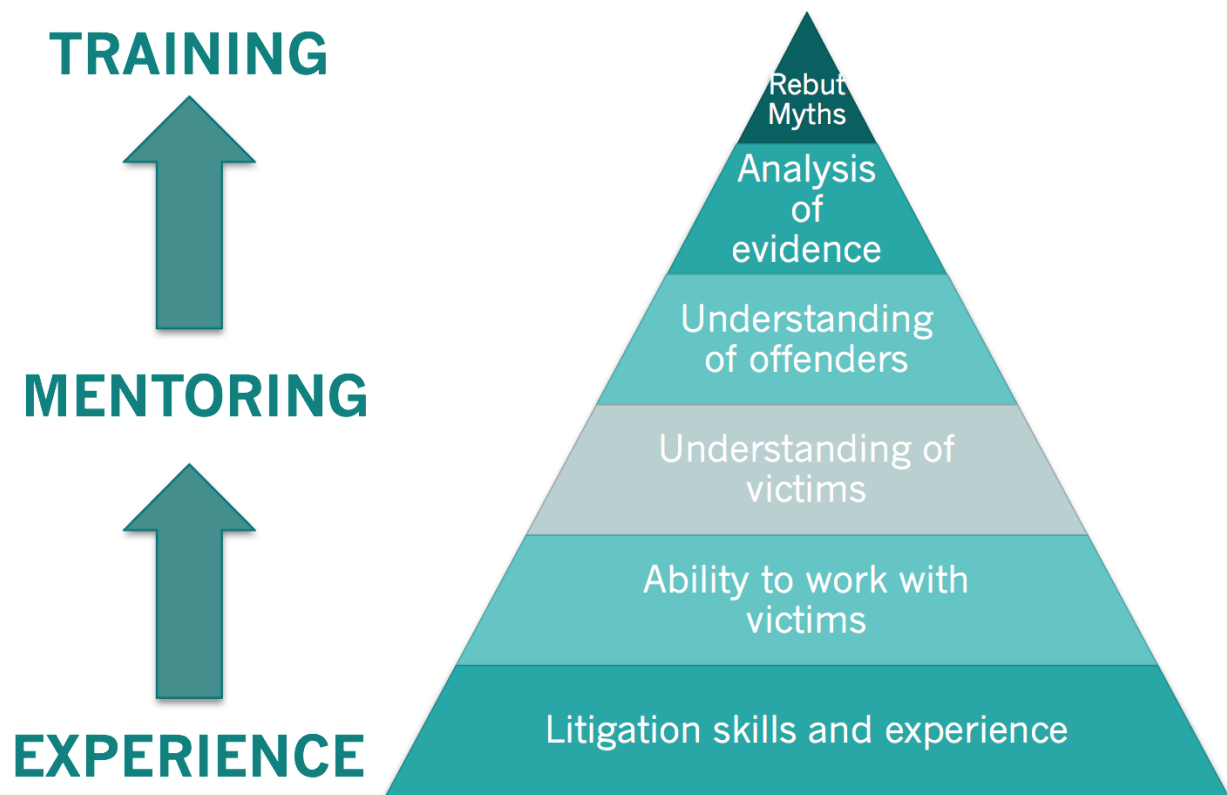 TRAINING
MENTORING
EXPERIENCE
Rebut
Myths
Analysis
of
evidence
Understanding
of offenders
Understanding of
victims
Ability to work with
victims
Litigation skills and experience